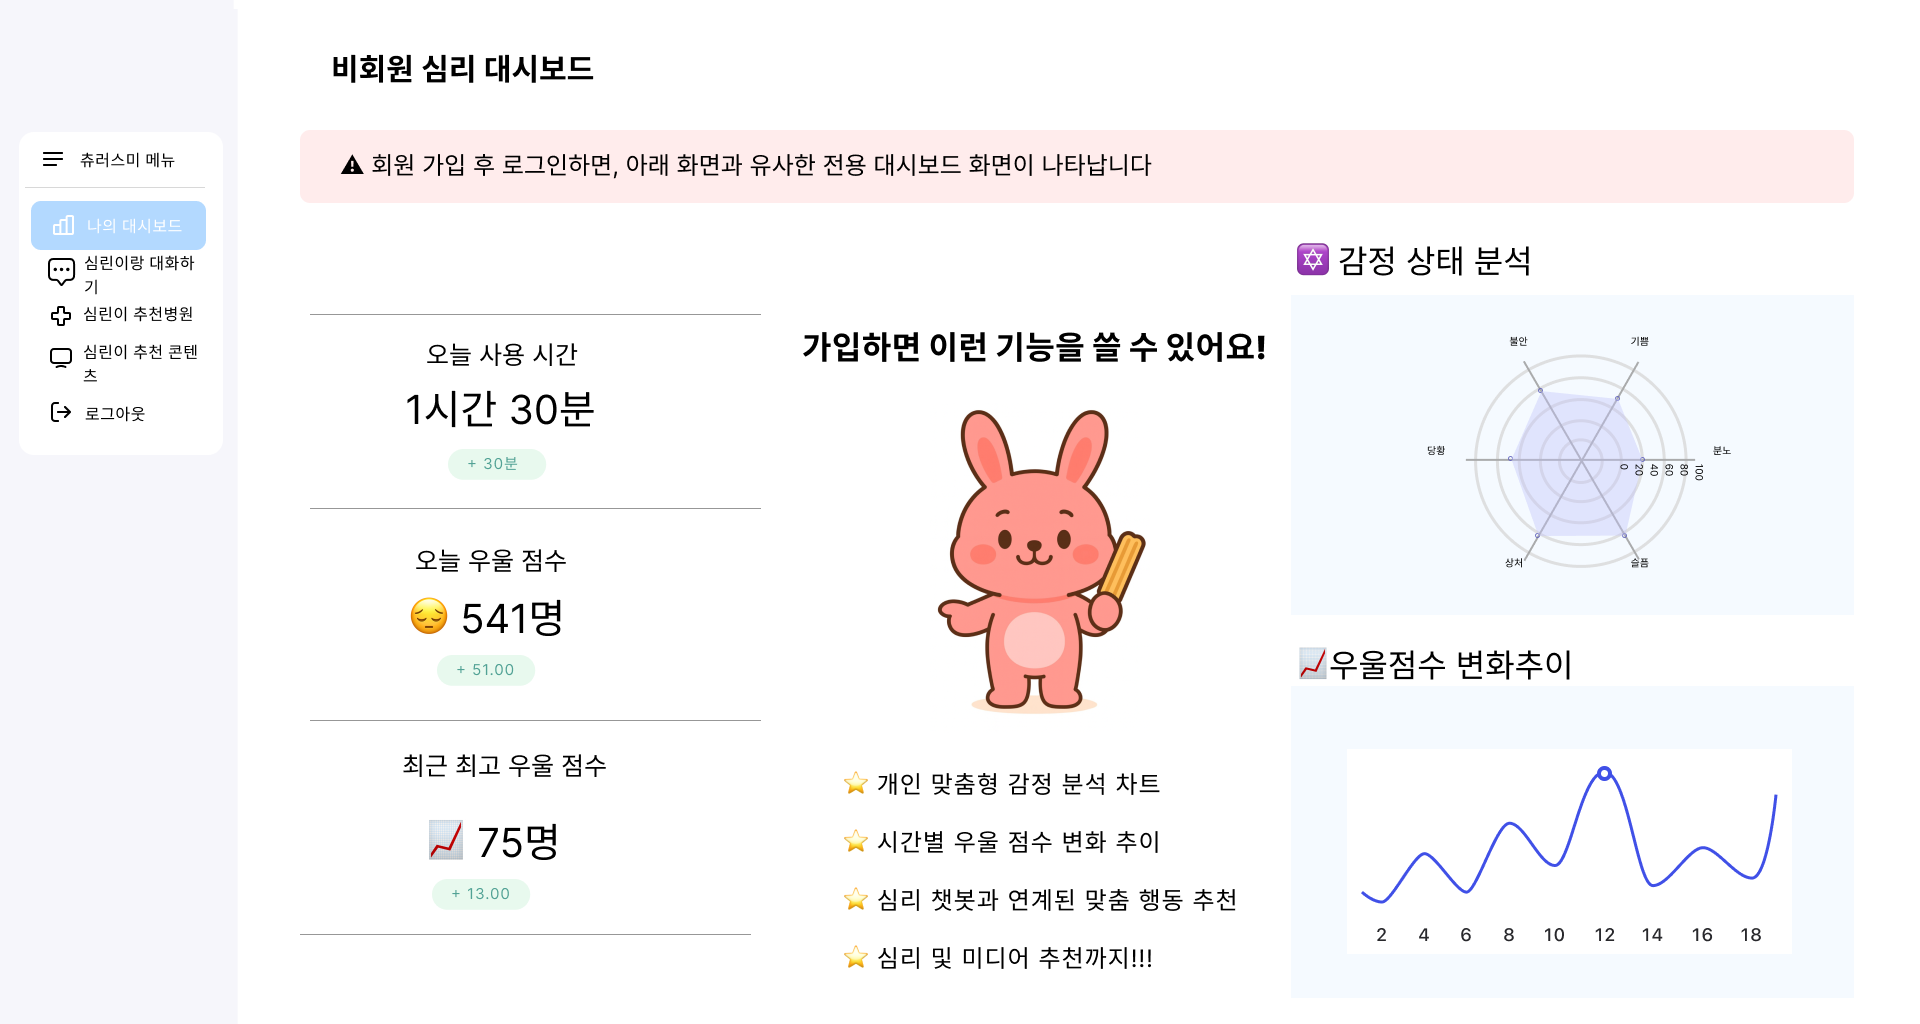 비회원 심리 대시보드
츄러스미 메뉴
나의 대시보드
심린이랑 대화하
기
심린이 추천병원
심린이 추천 콘텐
츠
로그아웃
⚠ 회원 가입 후 로그인하면, 아래 화면과 유사한 전용 대시보드 화면이 나타납니다
오늘 사용 시간
1시간 30분
+ 30분
오늘 우울 점수
😔 541명
+ 51.00
최근 최고 우울 점수
📈 75명
+ 13.00
가입하면 이런 기능을 쓸 수 있어요!
⭐ 개인 맞춤형 감정 분석 차트
⭐ 시간별 우울 점수 변화 추이
⭐ 심리 챗봇과 연계된 맞춤 행동 추천
⭐ 심리 및 미디어 추천까지!!!
🔯 감정 상태 분석
불안
기쁨
당황
분노
0 20 40 60 80 100
상처
슬픔
📈우울점수 변화추이
2 4 6 8 10 12 14 16 18